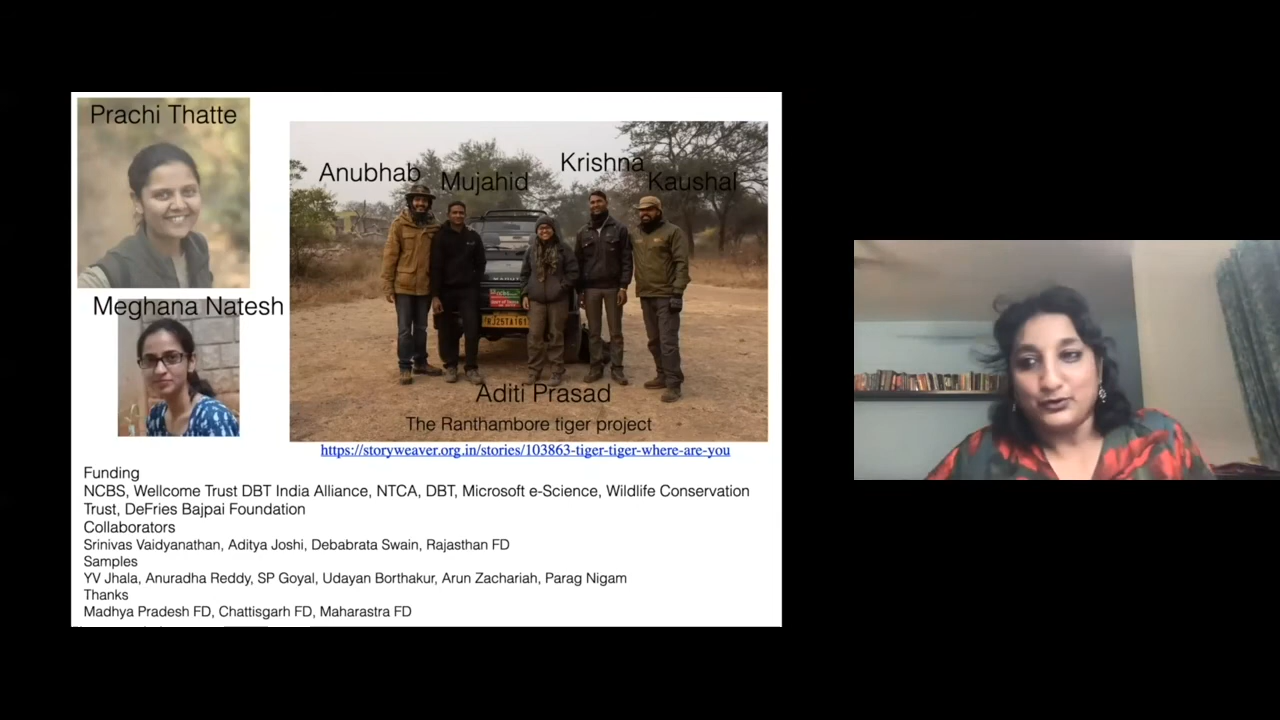 Prachi Thatte
Meghana Natesh
Anubhab
Mujahid
Krishna
Kaushal
RJ25TA161
Aditi Prasad
The Ranthambore tiger project
https://storyweaver.org.in/stories/103863-tiger-tiger-where-are-you
Funding
NCBS, Wellcome Trust DBT India Alliance, NTCA, DBT, Microsoft e-Science, Wildlife Conservation
Trust, DeFries Bajpai Foundation
Collaborators
Srinivas Vaidyanathan, Aditya Joshi, Debabrata Swain, Rajasthan FD
Samples
YV Jhala, Anuradha Reddy, SP Goyal, Udayan Borthakur, Arun Zachariah, Parag Nigam
Thanks
Madhya Pradesh FD, Chattisgarh FD, Maharastra FD